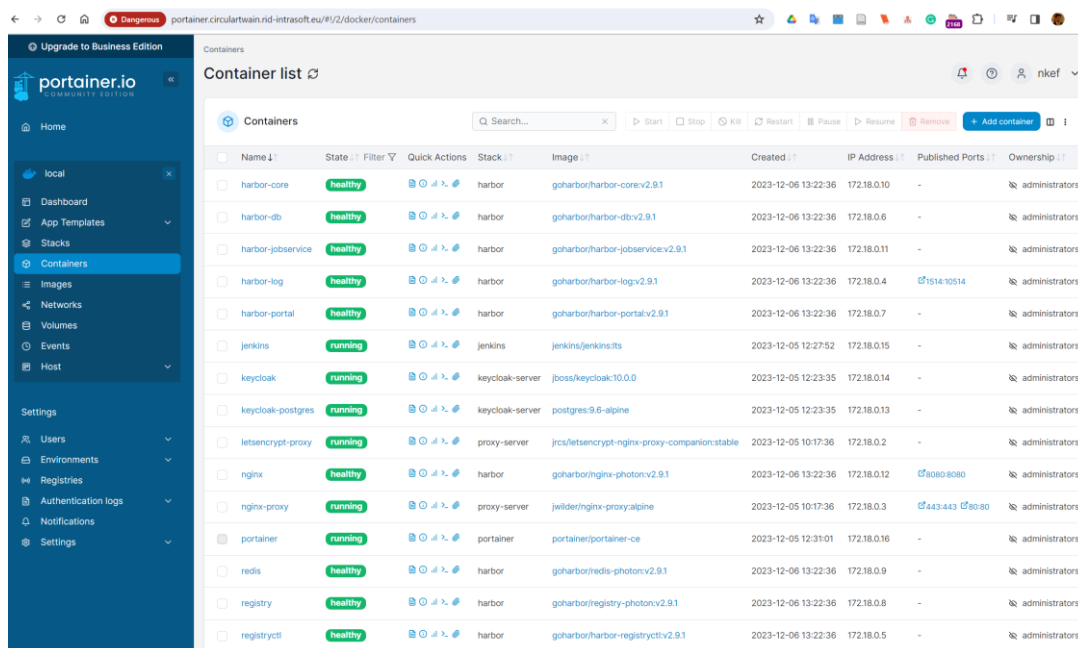 Dangerous portainer.circulartwain.rid-intrasoft.eu/#!/2/docker/containers 2168
Upgrade to Business Edition
portainer.io
COMMUNITY EDITION
Home
local
Dashboard
App Templates
Stacks
Containers
Images
Networks
Volumes
Events
Host
Settings
Users
Environments
Registries
Authentication logs
Notifications
Settings
Containers
Container list
nkef
Containers Search... Start Stop Kill Restart Pause Resume Remove + Add container
Name State Filter Quick Actions Stack Image Created IP Address Published Ports Ownership
harbor-core healthy harbor goharbor/harbor-core:v2.9.1 2023-12-06 13:22:36 172.18.0.10 - administrators
harbor-db healthy harbor goharbor/harbor-db:v2.9.1 2023-12-06 13:22:36 172.18.0.6 - administrators
harbor-jobservice healthy harbor goharbor/harbor-jobservice:v2.9.1 2023-12-06 13:22:36 172.18.0.11 - administrators
harbor-log healthy harbor goharbor/harbor-log:v2.9.1 2023-12-06 13:22:36 172.18.0.4 1514:10514 administrators
harbor-portal healthy harbor goharbor/harbor-portal:v2.9.1 2023-12-06 13:22:36 172.18.0.7 - administrators
jenkins running jenkins jenkins/jenkins:lts 2023-12-05 12:27:52 172.18.0.15 - administrators
keycloak running keycloak-server jboss/keycloak:10.0.0 2023-12-05 12:23:35 172.18.0.14 - administrators
keycloak-postgres running keycloak-server postgres:9.6-alpine 2023-12-05 12:23:35 172.18.0.13 - administrators
letsencrypt-proxy running proxy-server jrcs/letsencrypt-nginx-proxy-companion:stable 2023-12-05 10:17:36 172.18.0.2 - administrators
nginx healthy harbor goharbor/nginx-photon:v2.9.1 2023-12-06 13:22:36 172.18.0.12 8080:8080 administrators
nginx-proxy running proxy-server jwilder/nginx-proxy:alpine 2023-12-05 10:17:36 172.18.0.3 443:443 80:80 administrators
portainer running portainer portainer/portainer-ce 2023-12-05 12:31:01 172.18.0.16 - administrators
redis healthy harbor goharbor/redis-photon:v2.9.1 2023-12-06 13:22:36 172.18.0.9 - administrators
registry healthy harbor goharbor/registry-photon:v2.9.1 2023-12-06 13:22:36 172.18.0.8 - administrators
registryctl healthy harbor goharbor/harbor-registryctl:v2.9.1 2023-12-06 13:22:36 172.18.0.5 - administrators